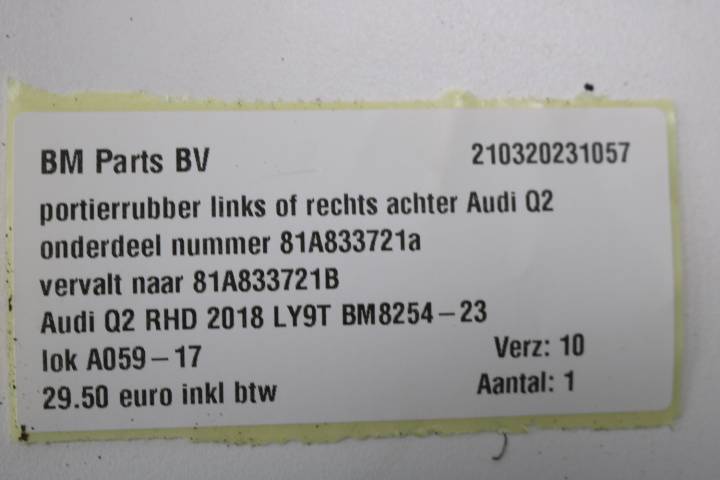 BM Parts BV 210320231057
portierrubber links of rechts achter Audi Q2
onderdeel nummer 81A833721a
vervalt naar 81A833721B
Audi Q2 RHD 2018 LY9T BM8254-23
lok A059-17 Verz: 10
29.50 euro inkl btw Aantal: 1